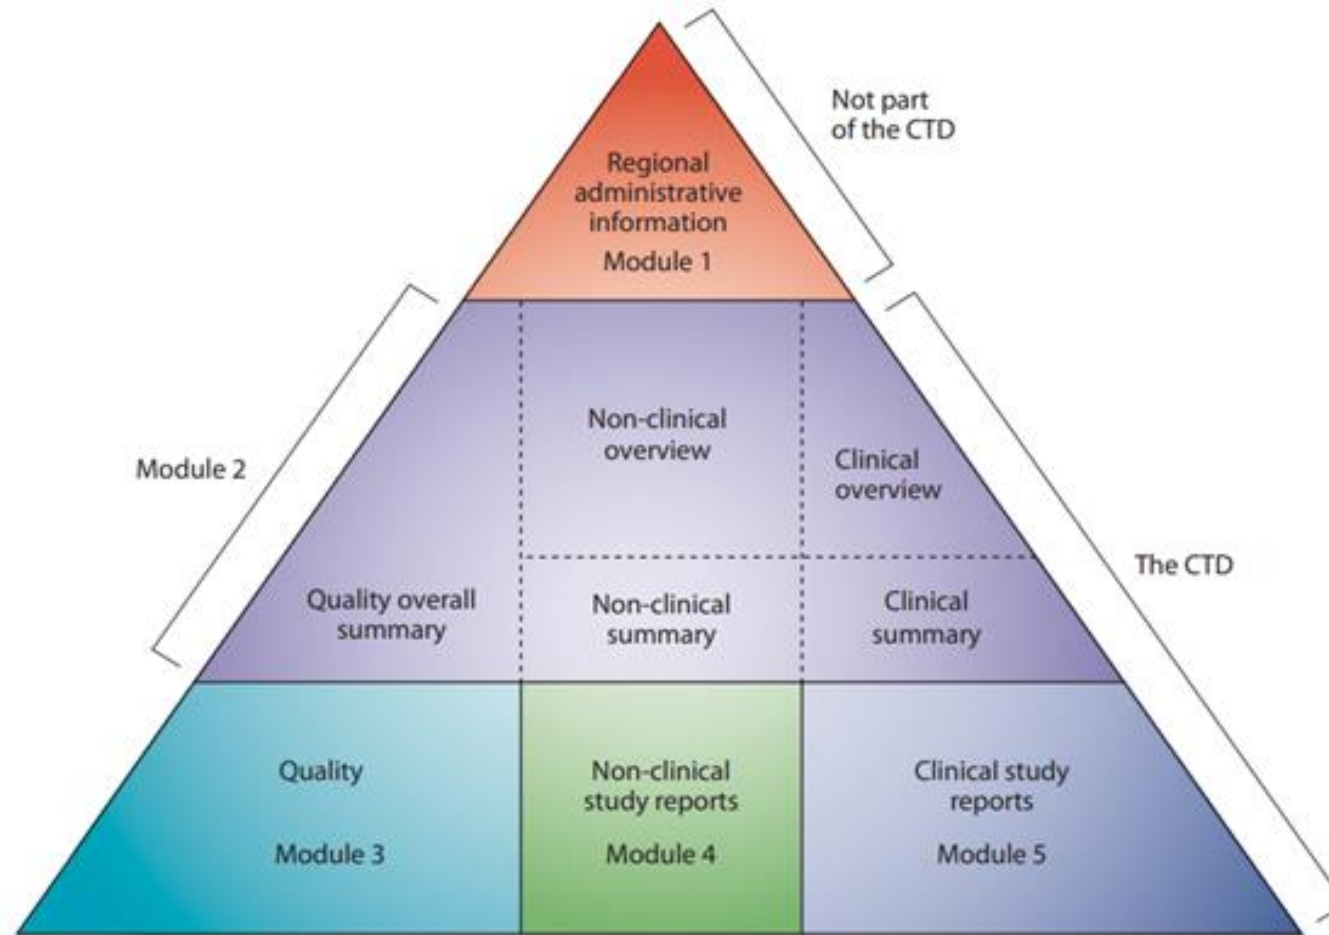 Not part
of the CTD
Regional
administrative
information
Module 1
Module 2
Non-clinical
overview
Clinical
overview
The CTD
Quality overall
summary
Non-clinical
summary
Clinical
summary
Quality
Module 3
Non-clinical
study reports
Module 4
Clinical study
reports
Module 5